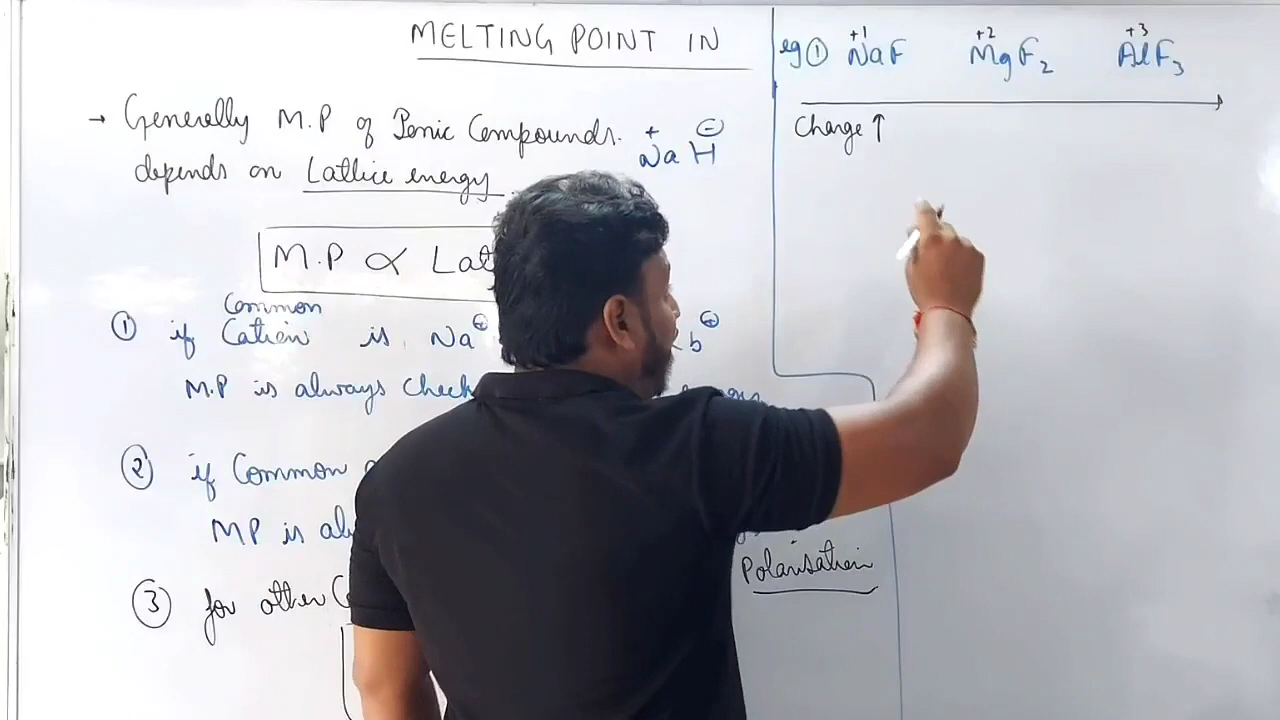 MELTING POINT IN
→ Generally M.P of Ionic Compounds.
depends on Lattice energy.
+ ⊖
Na H
M.P ∝ Lat
Common
① if Cation is Na⊕ b⊕
M.P is always check
② if Common
MP is al
Polarisation
③ for other
eg ① +1 +2 +3
NaF MgF2 AlF3
Charge ↑